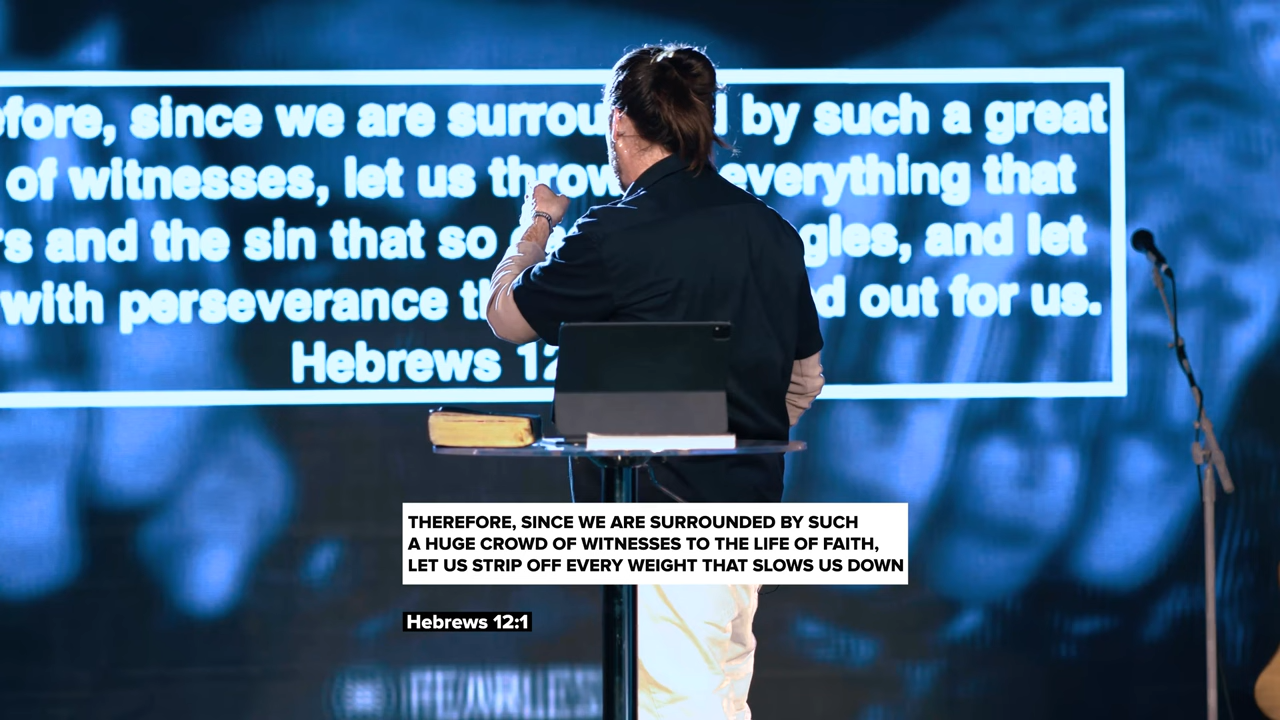 efore, since we are surrou by such a great
of witnesses, let us throw everything that
rs and the sin that so gles, and let
with perseverance th d out for us.
Hebrews 12
THEREFORE, SINCE WE ARE SURROUNDED BY SUCH
A HUGE CROWD OF WITNESSES TO THE LIFE OF FAITH,
LET US STRIP OFF EVERY WEIGHT THAT SLOWS US DOWN
Hebrews 12:1
FEARLESS